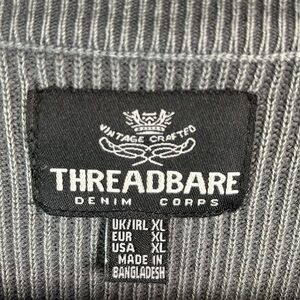 VINTAGE CRAFTED
THREADBARE
DENIM CORPS
UK/IRL XL
EUR XL
USA XL
MADE IN
BANGLADESH